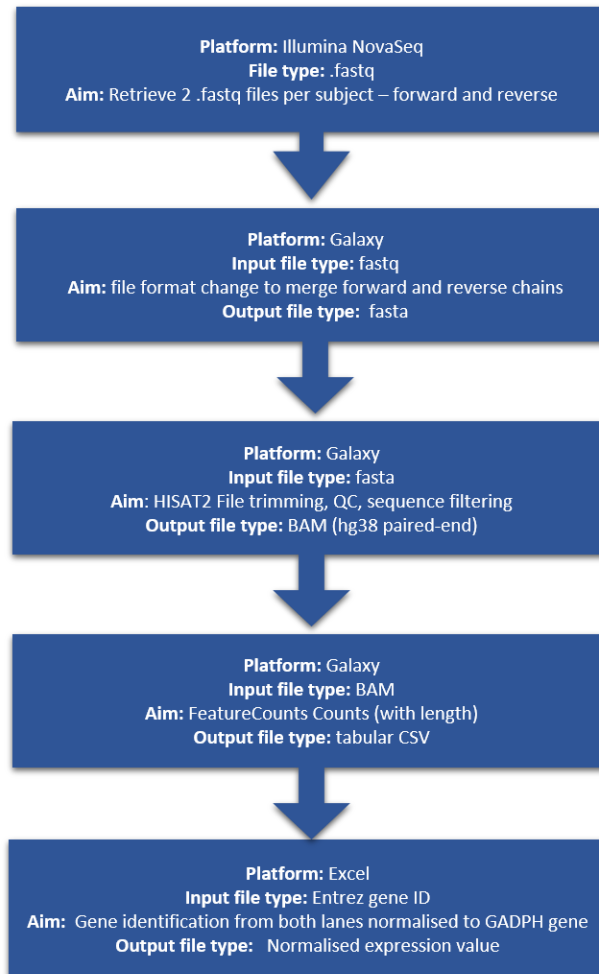 Platform: Illumina NovaSeq
File type: .fastq
Aim: Retrieve 2 .fastq files per subject – forward and reverse
Platform: Galaxy
Input file type: fastq
Aim: file format change to merge forward and reverse chains
Output file type: fasta
Platform: Galaxy
Input file type: fasta
Aim: HISAT2 File trimming, QC, sequence filtering
Output file type: BAM (hg38 paired-end)
Platform: Galaxy
Input file type: BAM
Aim: FeatureCounts Counts (with length)
Output file type: tabular CSV
Platform: Excel
Input file type: Entrez gene ID
Aim: Gene identification from both lanes normalised to GADPH gene
Output file type: Normalised expression value